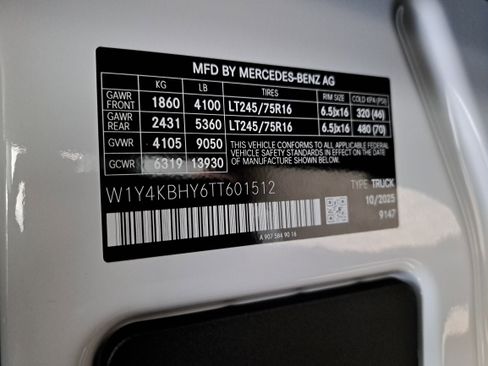 MFD BY MERCEDES-BENZ AG
KG LB TIRES RIM SIZE COLD KPA (PSI)
GAWR FRONT 1860 4100 LT245/75R16 6.5Jx16 320 (46)
GAWR REAR 2431 5360 LT245/75R16 6.5Jx16 480 (70)
GVWR 4105 9050 THIS VEHICLE CONFORMS TO ALL APPLICABLE FEDERAL
MOTOR VEHICLE SAFETY STANDARDS IN EFFECT ON THE DATE
GCWR 6319 13930 OF MANUFACTURE SHOWN ABOVE.
W1Y4KBHY6TT601512 TYPE TRUCK
10/2025
9147
A 907 584 90 16